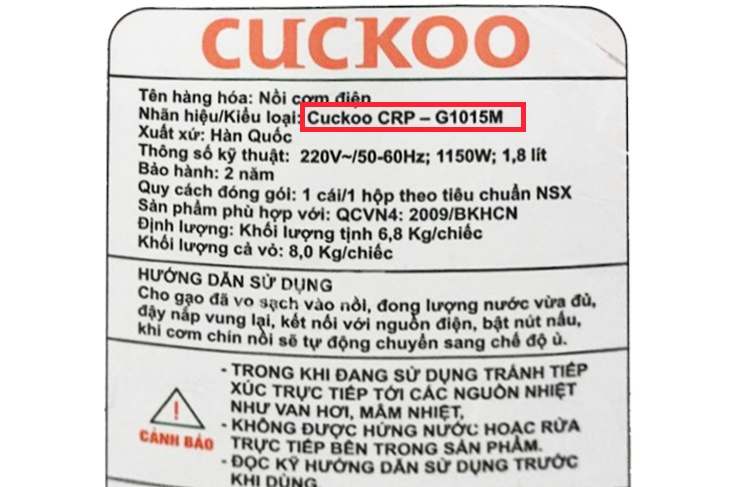 CUCKOO
Tên hàng hóa: Nồi cơm điện
Nhãn hiệu/Kiểu loại: Cuckoo CRP – G1015M
Xuất xứ: Hàn Quốc
Thông số kỹ thuật: 220V~/50-60Hz; 1150W; 1,8 lít
Bảo hành: 2 năm
Quy cách đóng gói: 1 cái/1 hộp theo tiêu chuẩn NSX
Sản phẩm phù hợp với: QCVN4: 2009/BKHCN
Định lượng: Khối lượng tịnh 6,8 Kg/chiếc
Khối lượng cả vỏ: 8,0 Kg/chiếc
HƯỚNG DẪN SỬ DỤNG
Cho gạo đã vo sạch vào nồi, đong lượng nước vừa đủ,
đậy nắp vung lại, kết nối với nguồn điện, bật nút nấu,
khi cơm chín nồi sẽ tự động chuyển sang chế độ ủ.
- TRONG KHI ĐANG SỬ DỤNG TRÁNH TIẾP
XÚC TRỰC TIẾP TỚI CÁC NGUỒN NHIỆT
NHƯ VAN HƠI, MÂM NHIỆT,
- KHÔNG ĐƯỢC HỨNG NƯỚC HOẶC RỬA
TRỰC TIẾP BÊN TRONG SẢN PHẨM.
- ĐỌC KỸ HƯỚNG DẪN SỬ DỤNG TRƯỚC
KHI DÙNG.
CẢNH BÁO